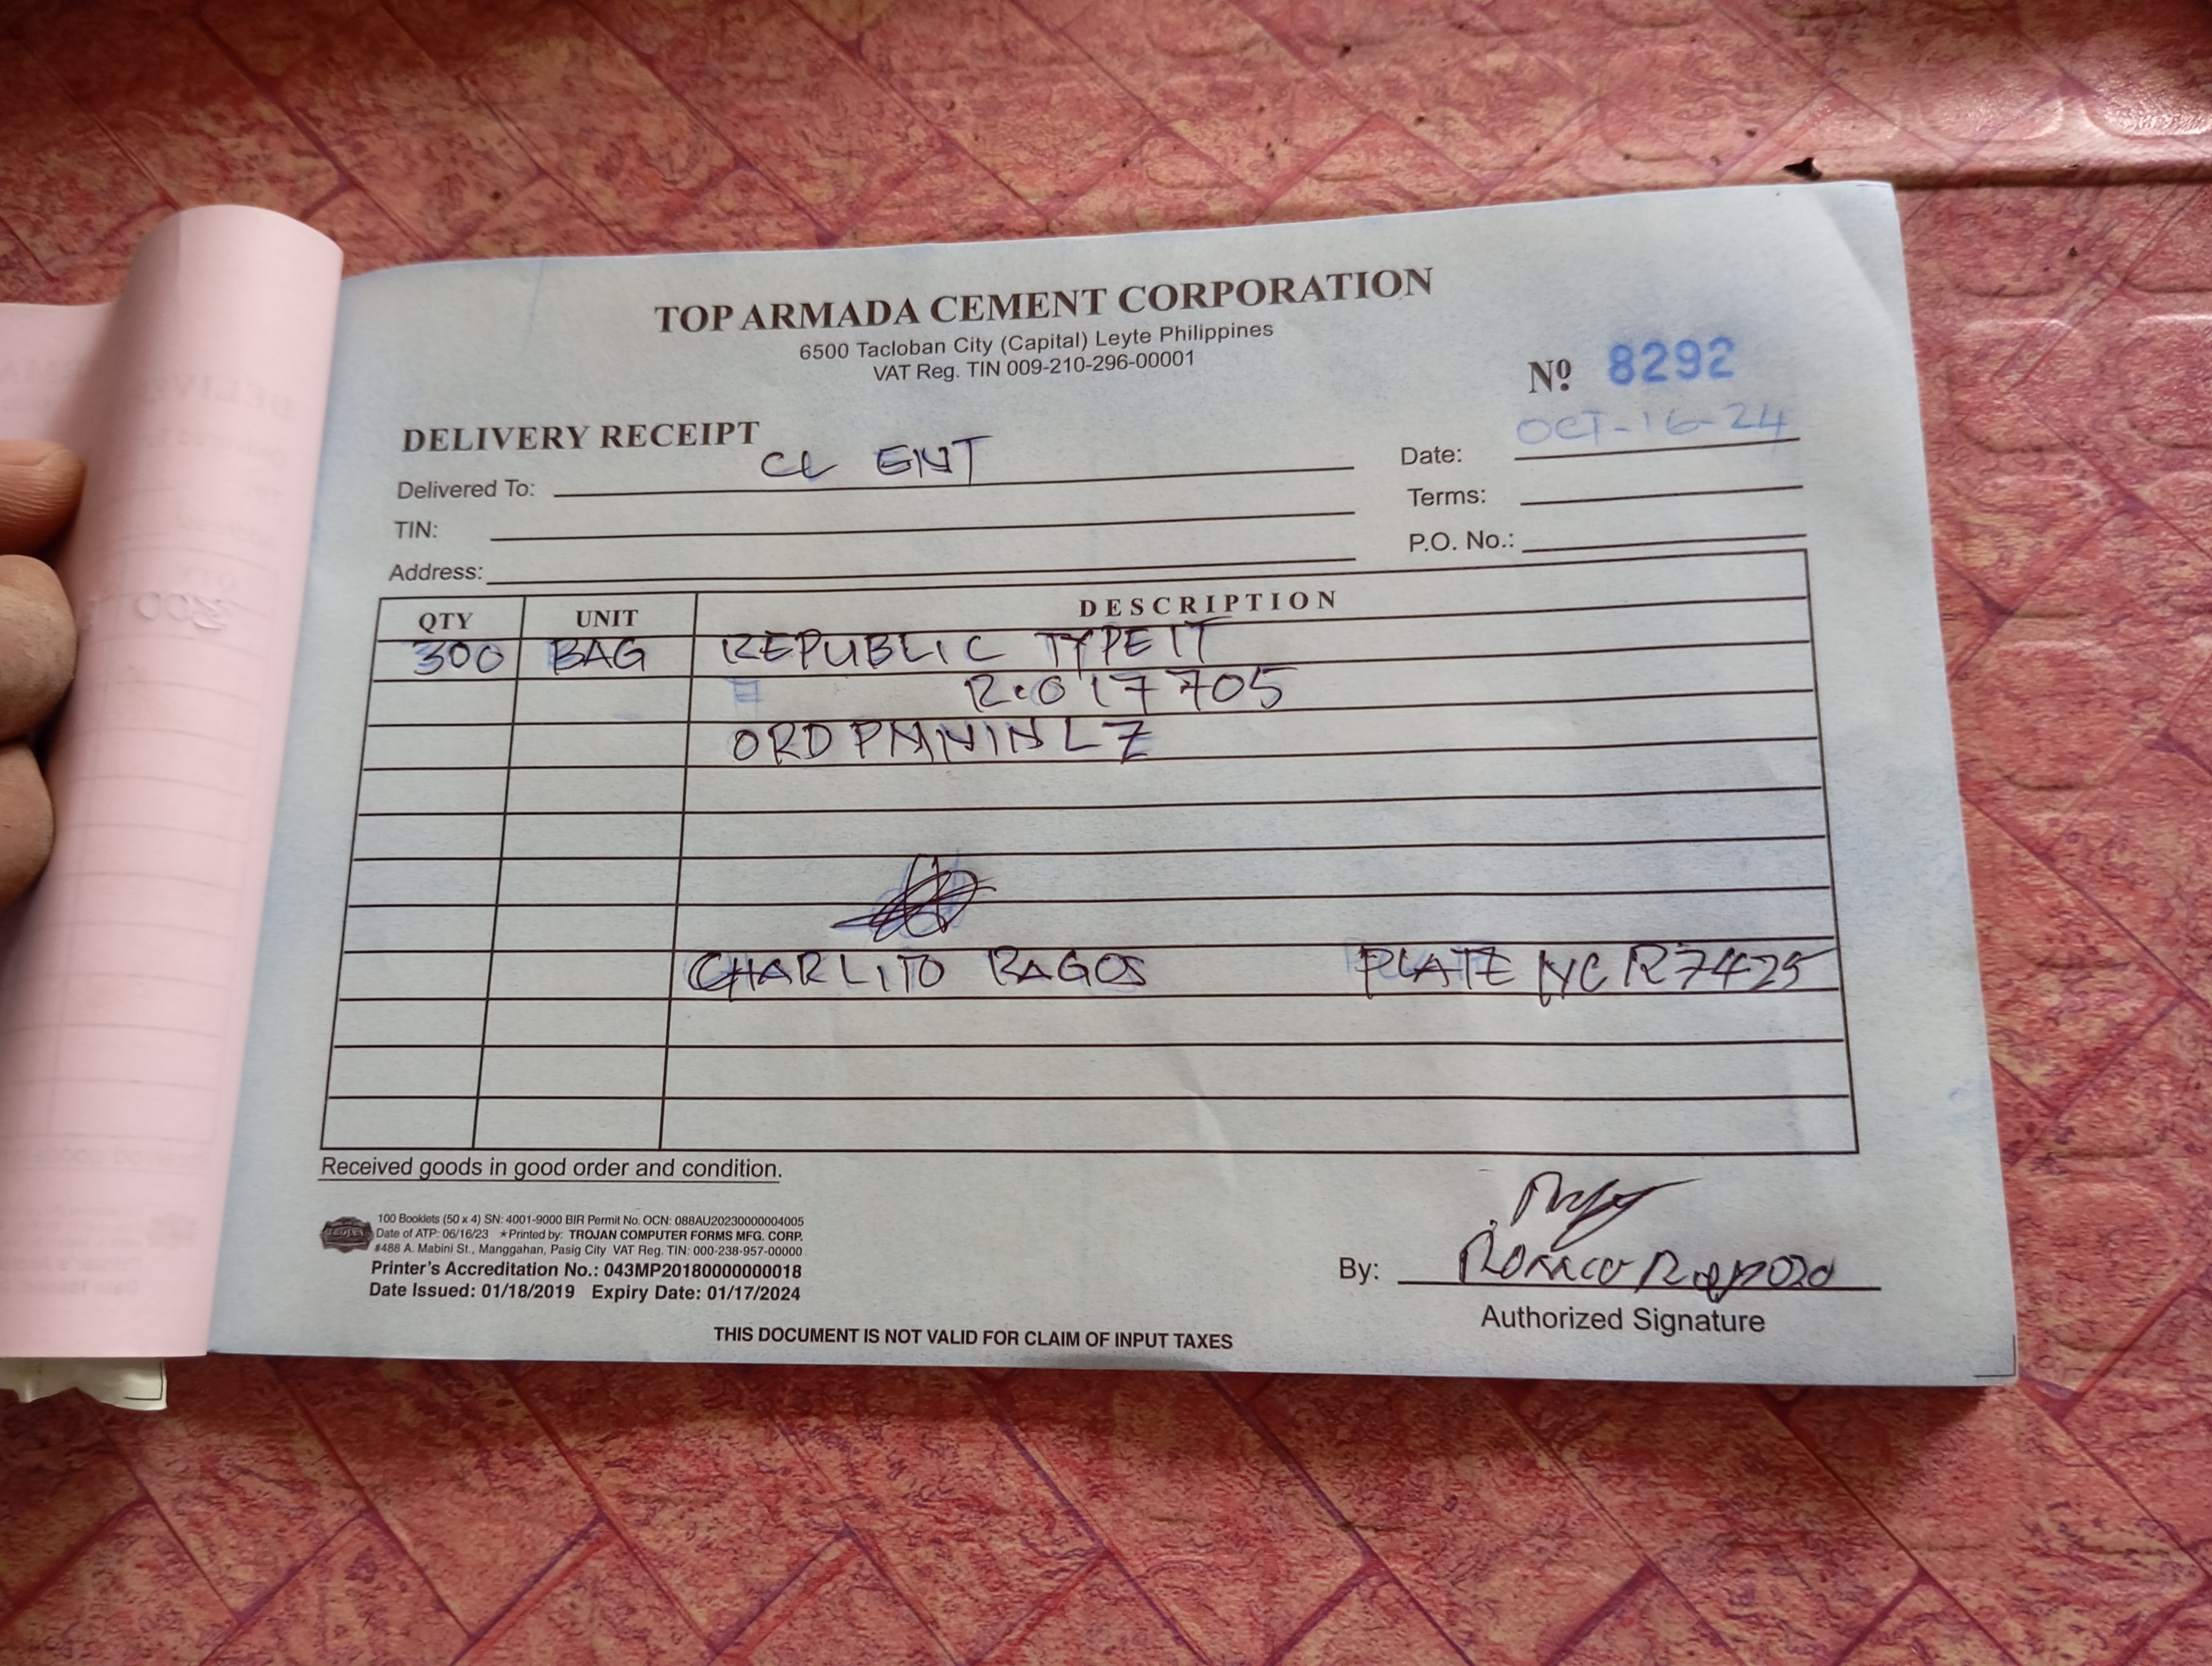 TOP ARMADA CEMENT CORPORATION
6500 Tacloban City (Capital) Leyte Philippines
VAT Reg. TIN 009-210-296-00001
Nº 8292
DELIVERY RECEIPT
Date: OCT-16-24
Delivered To: CL ENT
Terms:
TIN:
P.O. No.:
Address:
QTY UNIT DESCRIPTION
300 BAG REPUBLIC TYPE 1T
R.O 17705
ORD PMNINLZ
CHARLITO BAGOS PLATE NCR7425
Received goods in good order and condition.
100 Booklets (50 x 4) SN: 4001-9000 BIR Permit No. OCN: 088AU20230000004005
Date of ATP: 06/16/23 ★Printed by: TROJAN COMPUTER FORMS MFG. CORP.
#488 A. Mabini St., Manggahan, Pasig City VAT Reg. TIN: 000-238-957-00000
Printer's Accreditation No.: 043MP20180000000018
Date Issued: 01/18/2019 Expiry Date: 01/17/2024
By:
Authorized Signature
THIS DOCUMENT IS NOT VALID FOR CLAIM OF INPUT TAXES